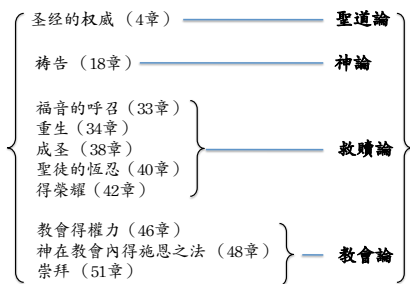 圣经的权威（4章） 聖道論
祷告（18章） 神論
福音的呼召（33章）
重生（34章）
成圣（38章）
聖徒的恆忍（40章） 救贖論
得榮耀（42章）
教會得權力（46章）
神在教會內得施恩之法（48章） 教會論
崇拜（51章）